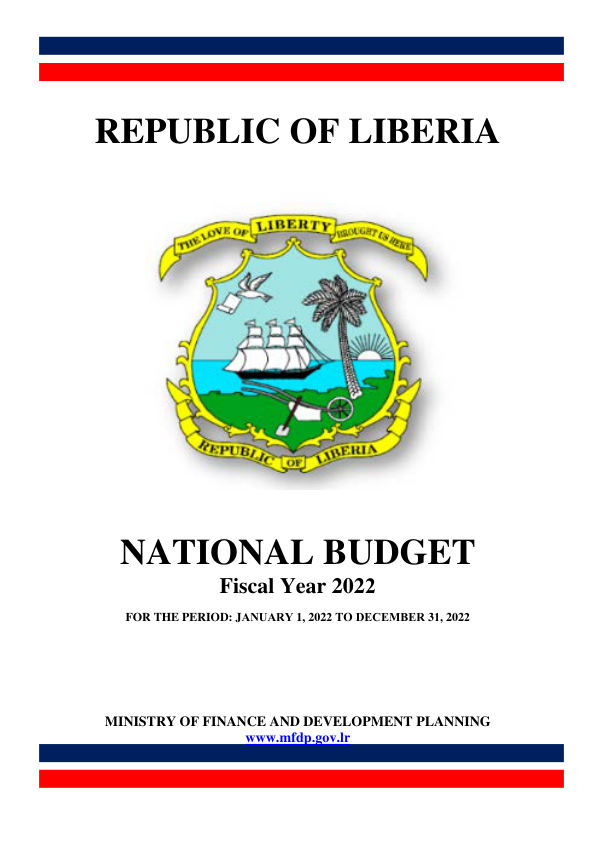 REPUBLIC OF LIBERIA
THE LOVE OF LIBERTY BROUGHT US HERE
REPUBLIC OF LIBERIA
NATIONAL BUDGET
Fiscal Year 2022
FOR THE PERIOD: JANUARY 1, 2022 TO DECEMBER 31, 2022
MINISTRY OF FINANCE AND DEVELOPMENT PLANNING
www.mfdp.gov.lr